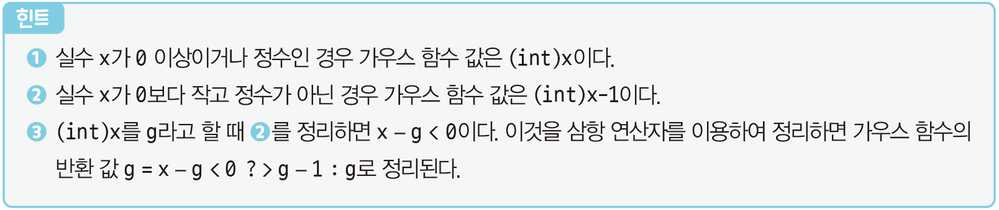 힌트
❶ 실수 x가 0 이상이거나 정수인 경우 가우스 함수 값은 (int)x이다.
❷ 실수 x가 0보다 작고 정수가 아닌 경우 가우스 함수 값은 (int)x-1이다.
❸ (int)x를 g라고 할 때 ❷를 정리하면 x – g < 0이다. 이것을 삼항 연산자를 이용하여 정리하면 가우스 함수의
반환 값 g = x – g < 0 ? > g – 1 : g로 정리된다.